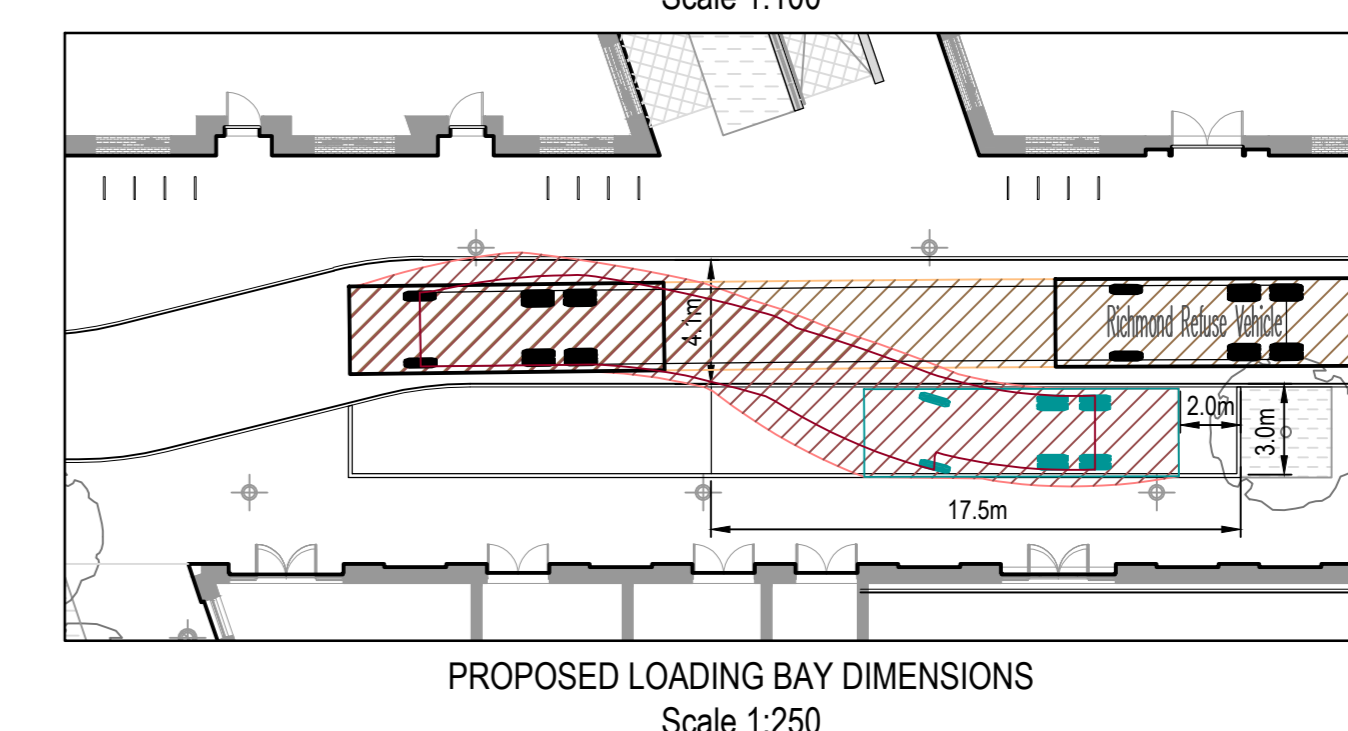 Scale 1:100
4.1m
Richmond Refuse Vehicle
2.0m
3.0m
17.5m
PROPOSED LOADING BAY DIMENSIONS
Scale 1:250